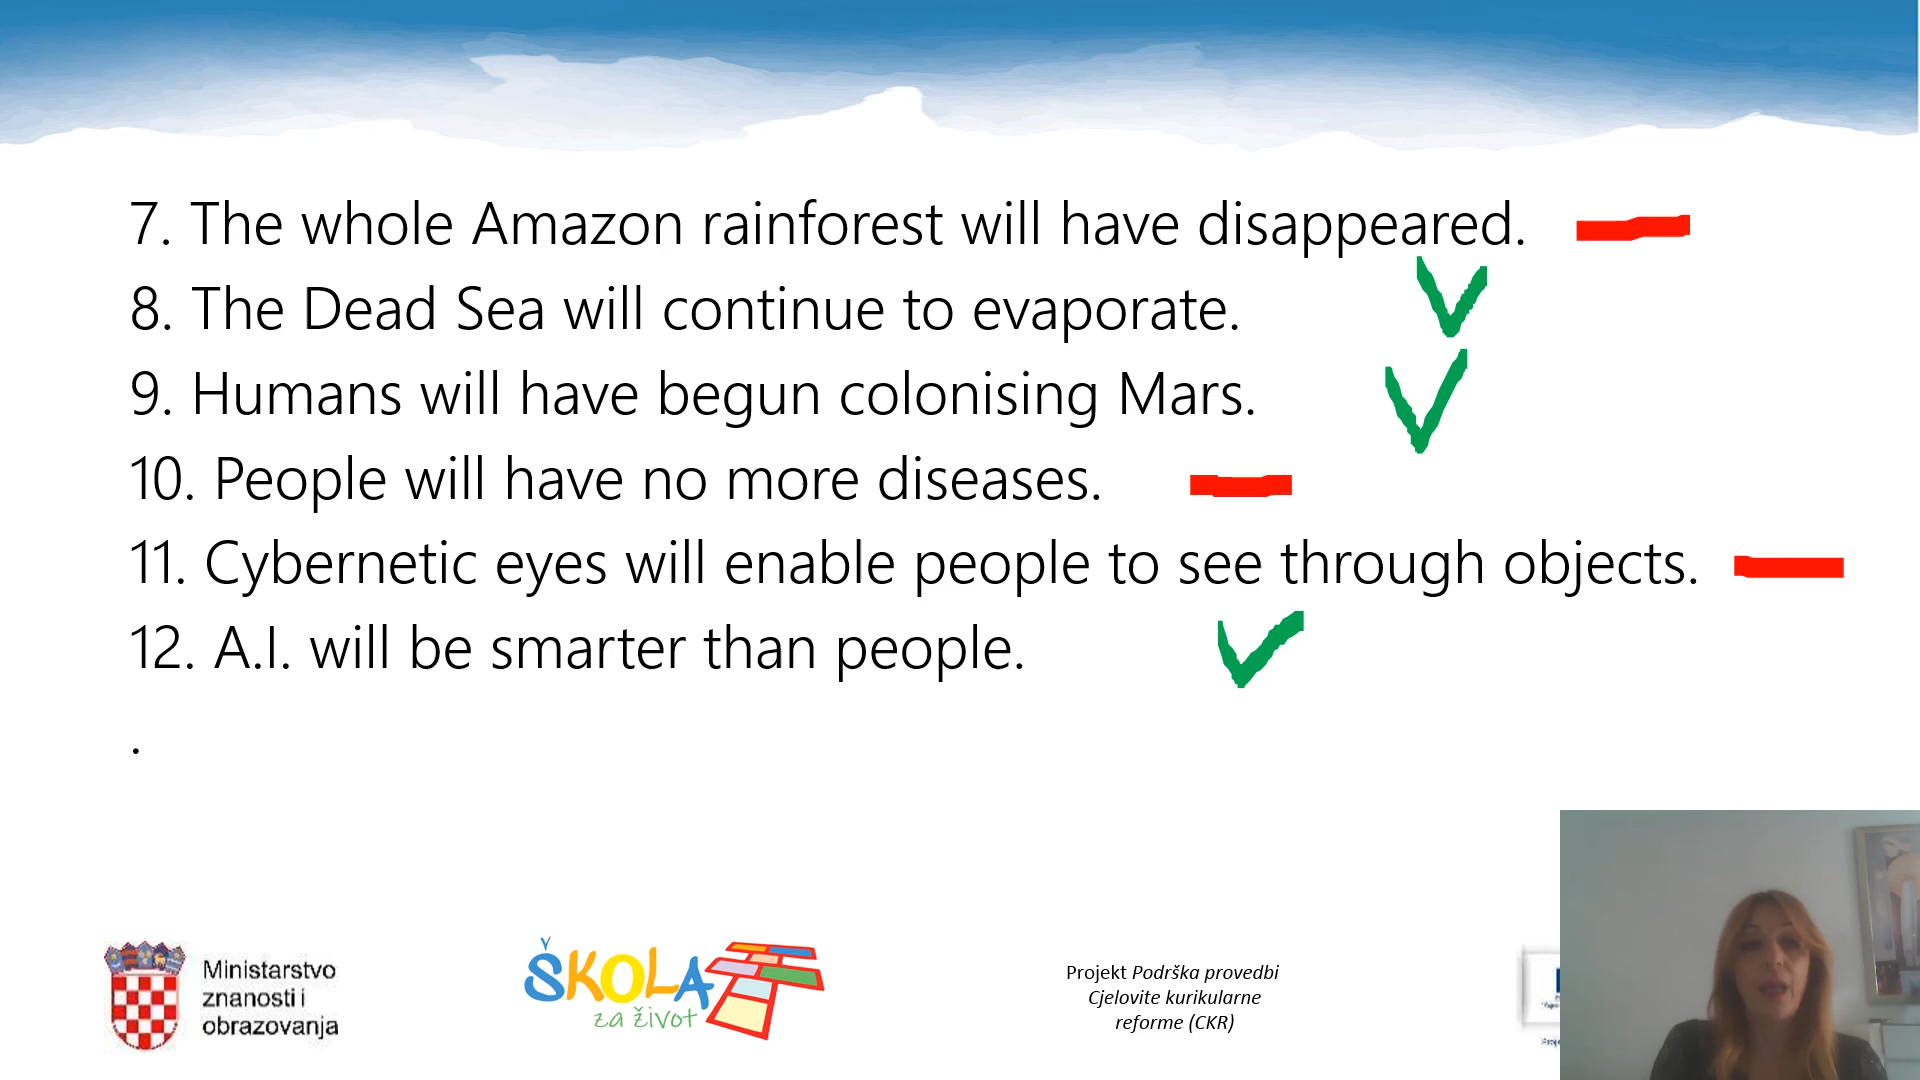 7. The whole Amazon rainforest will have disappeared.
8. The Dead Sea will continue to evaporate.
9. Humans will have begun colonising Mars.
10. People will have no more diseases.
11. Cybernetic eyes will enable people to see through objects.
12. A.I. will be smarter than people.
.
Ministarstvo
znanosti i
obrazovanja
ŠKOLA
za život
Projekt Podrška provedbi
Cjelovite kurikularne
reforme (CKR)